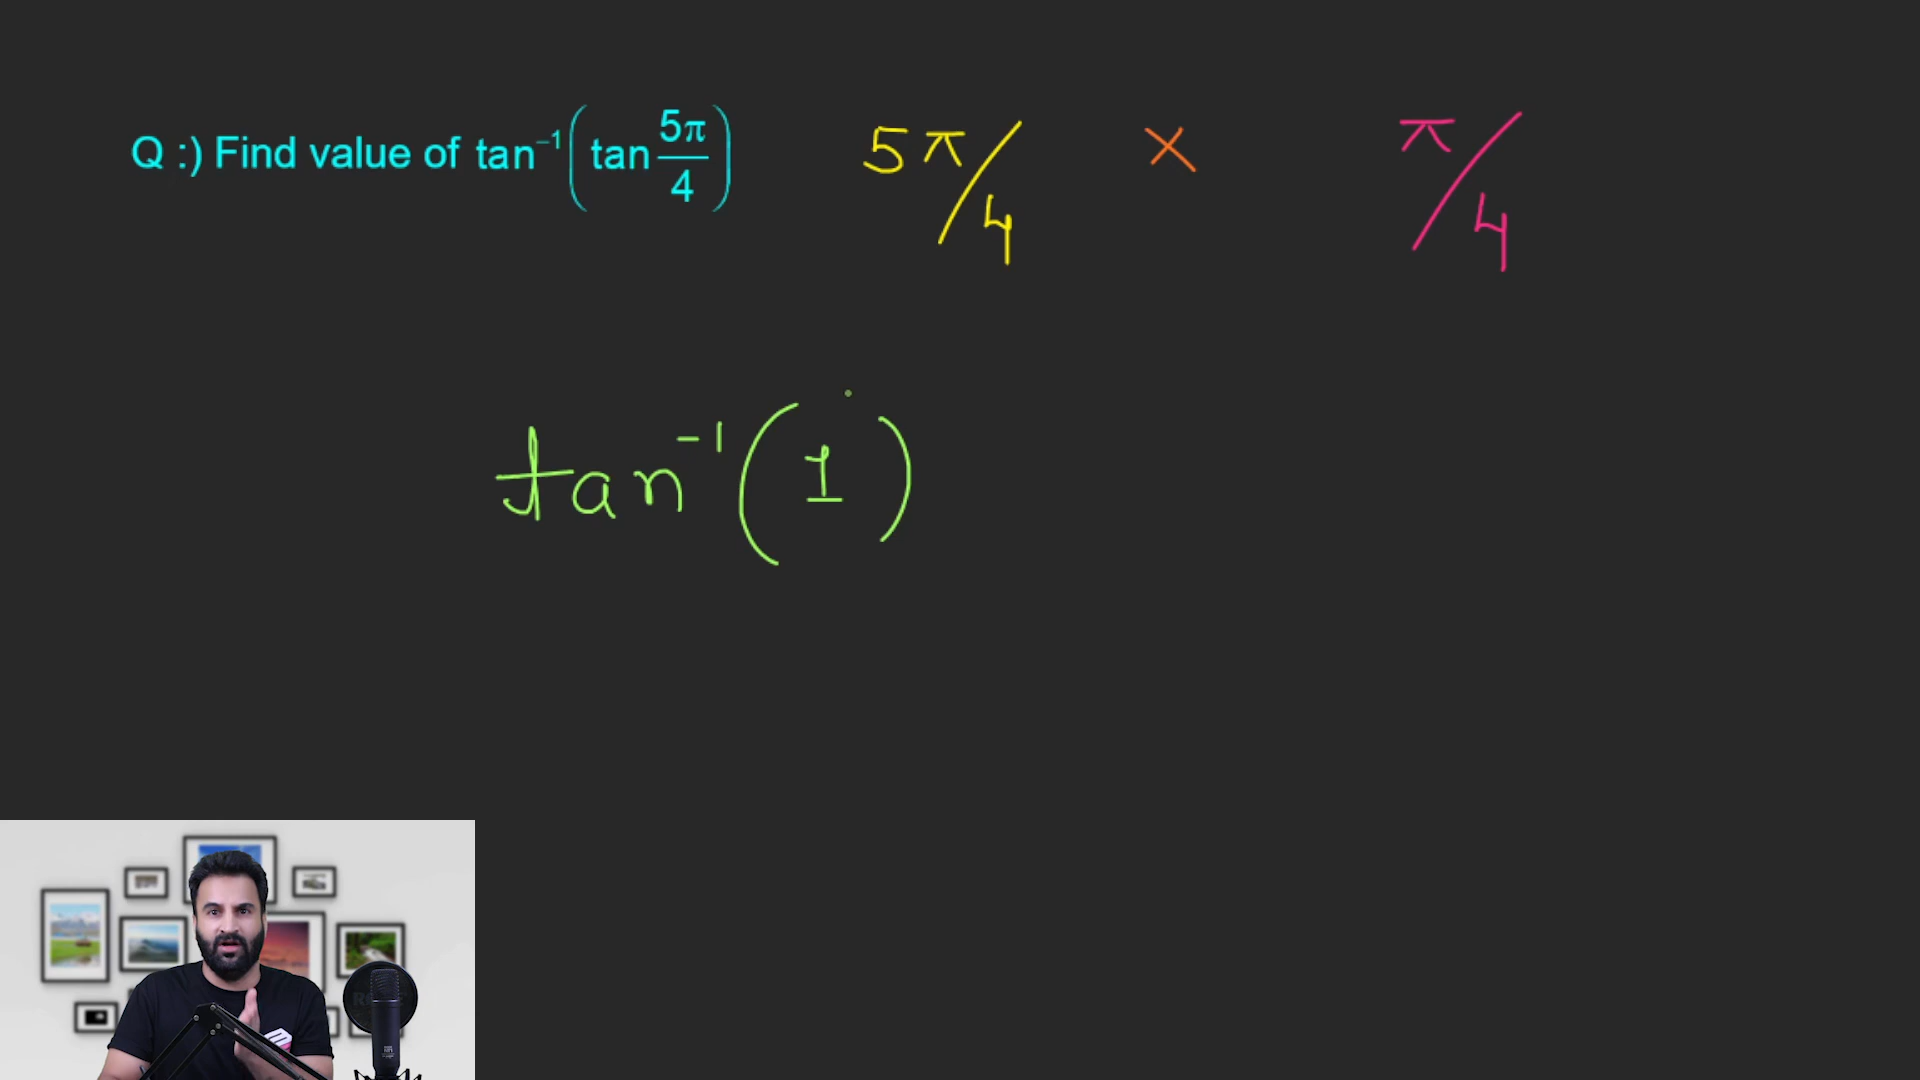 Q :) Find value of tan⁻¹(tan 5π/4) 5π/4 × π/4
tan⁻¹(1)